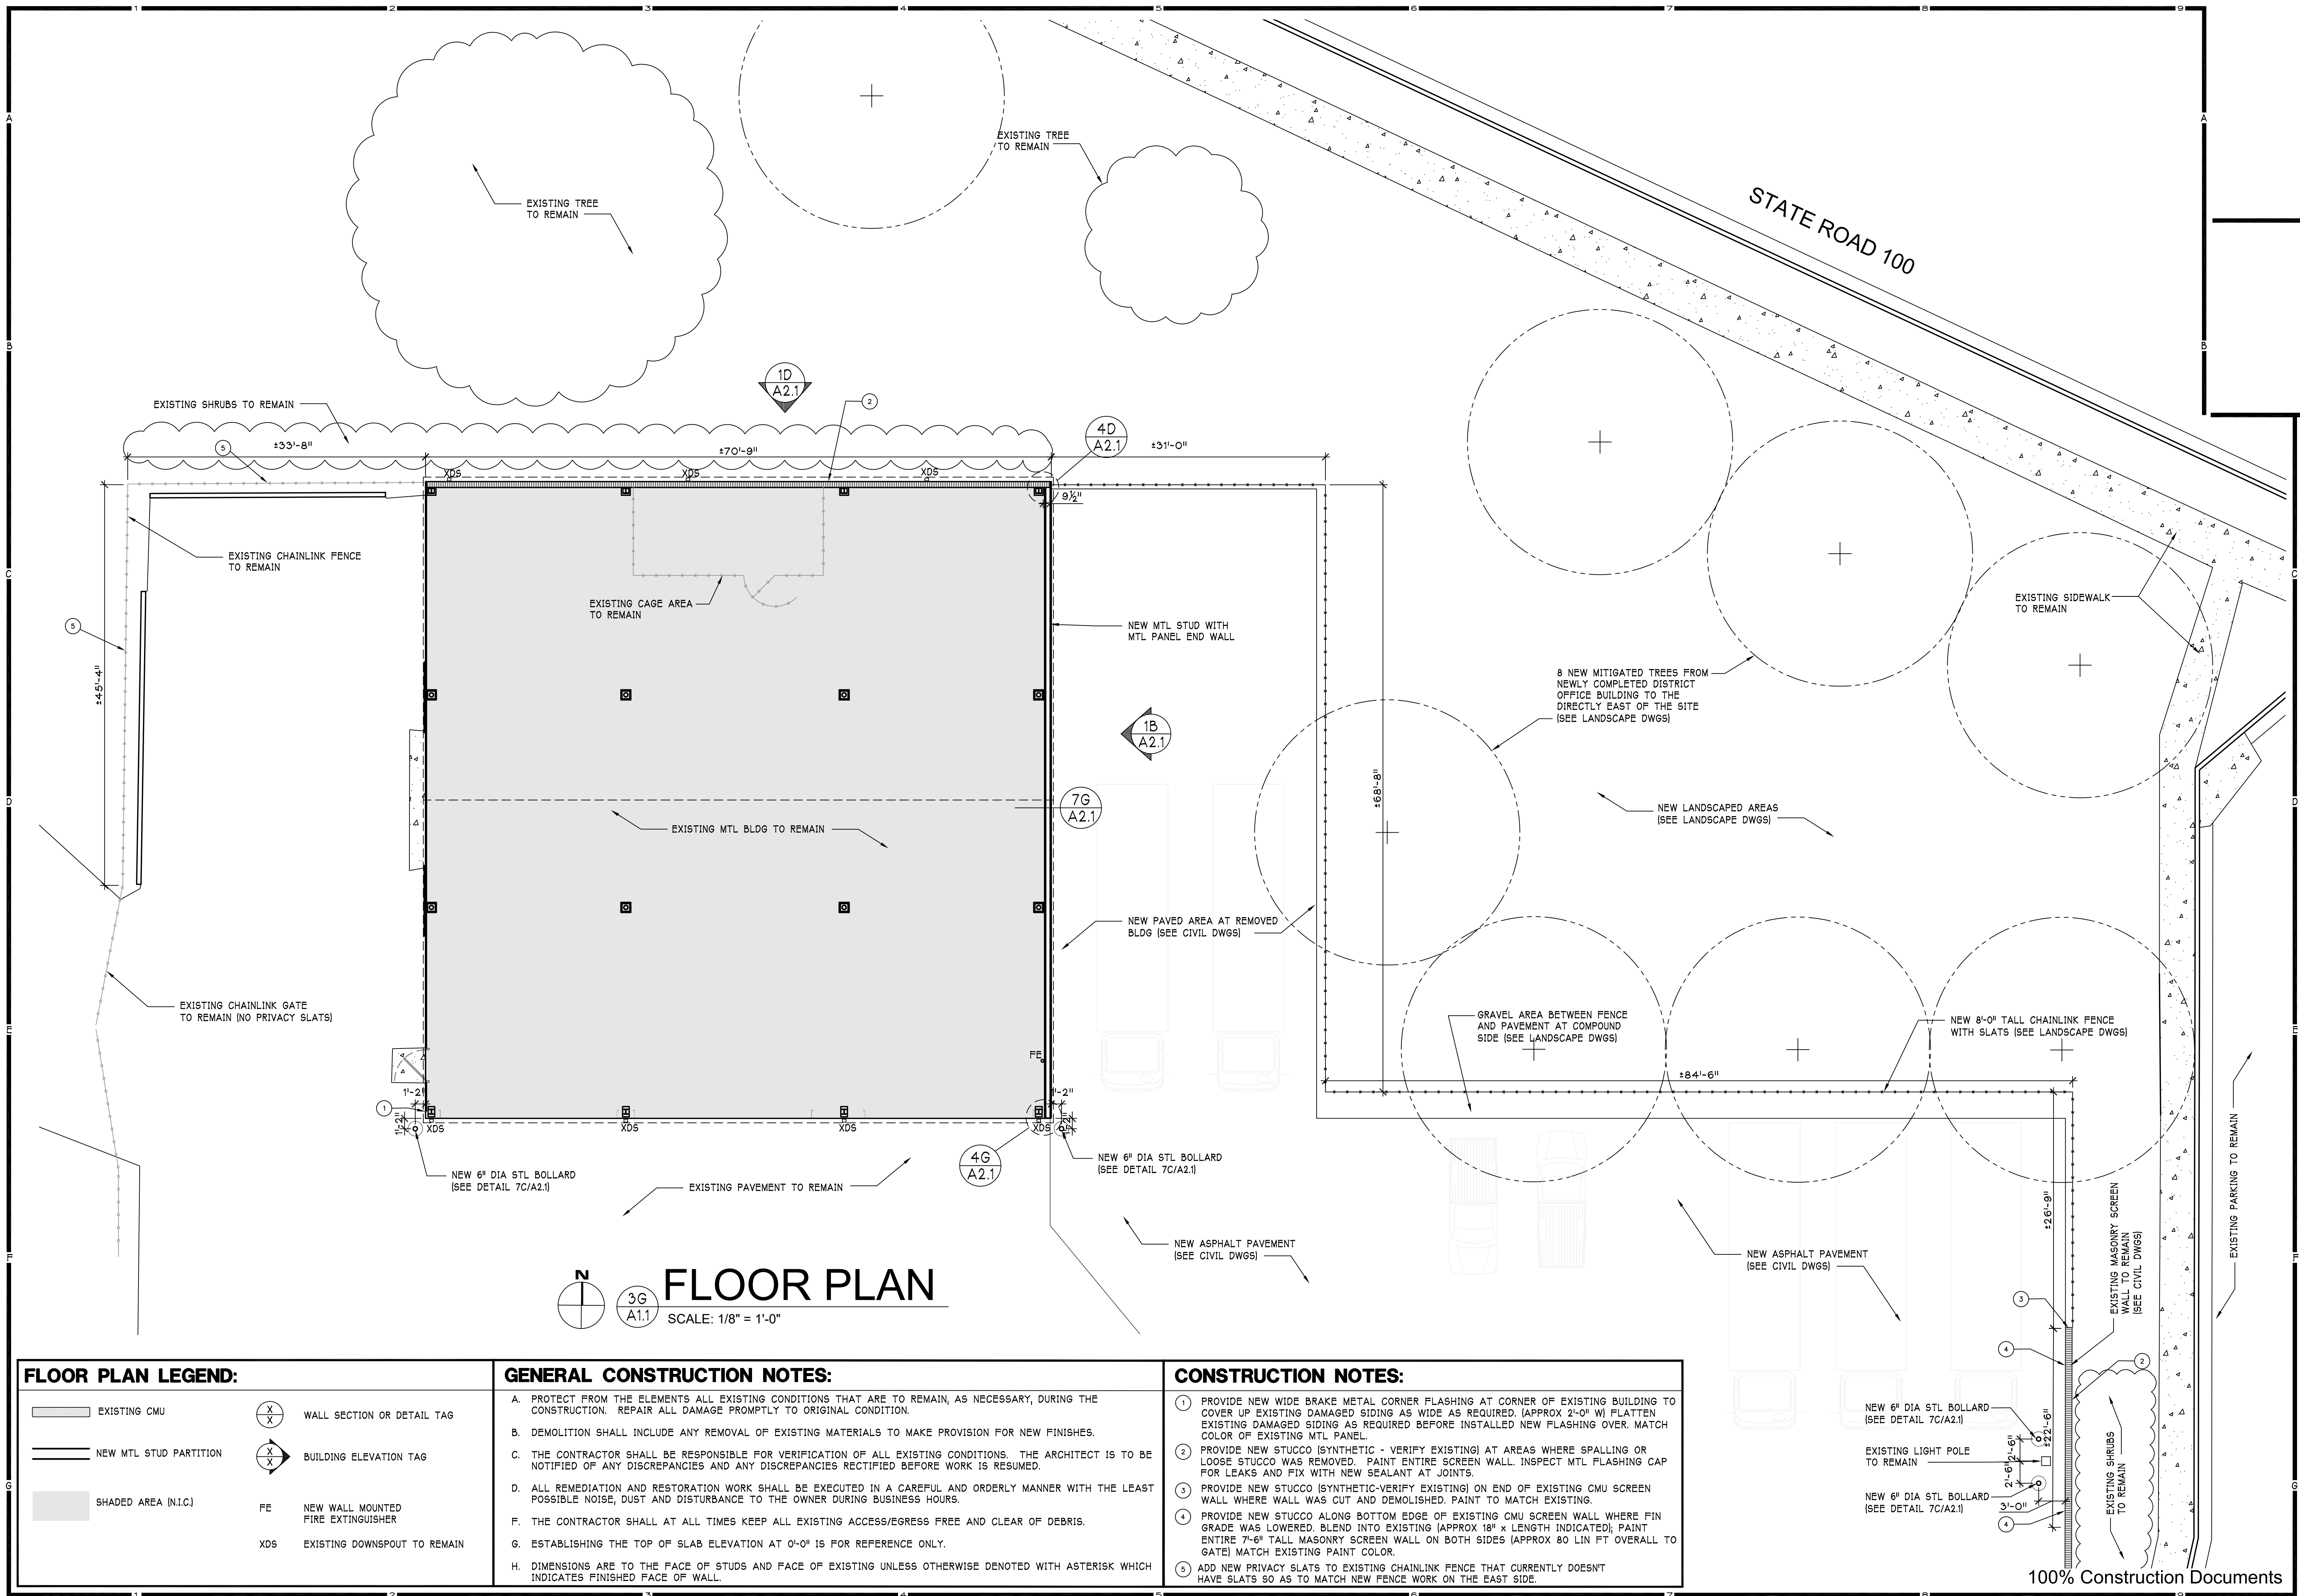 1 2 3 4 5 6 7 8 9
A
A
STATE ROAD 100
EXISTING TREE
TO REMAIN
EXISTING TREE
TO REMAIN
B
B
1D
A2.1
2
EXISTING SHRUBS TO REMAIN
5
±33'-8"
±70'-9"
4D
A2.1
±31'-0"
XDS
XDS
XDS
9½"
EXISTING CHAINLINK FENCE
TO REMAIN
C
C
EXISTING CAGE AREA
TO REMAIN
5
±45'-4"
NEW MTL STUD WITH
MTL PANEL END WALL
EXISTING SIDEWALK
TO REMAIN
8 NEW MITIGATED TREES FROM
NEWLY COMPLETED DISTRICT
OFFICE BUILDING TO THE
DIRECTLY EAST OF THE SITE
(SEE LANDSCAPE DWGS)
1B
A2.1
±68'-8"
D
D
7G
A2.1
EXISTING MTL BLDG TO REMAIN
NEW LANDSCAPED AREAS
(SEE LANDSCAPE DWGS)
NEW PAVED AREA AT REMOVED
BLDG (SEE CIVIL DWGS)
EXISTING CHAINLINK GATE
TO REMAIN (NO PRIVACY SLATS)
E
E
GRAVEL AREA BETWEEN FENCE
AND PAVEMENT AT COMPOUND
SIDE (SEE LANDSCAPE DWGS)
NEW 8'-0" TALL CHAINLINK FENCE
WITH SLATS (SEE LANDSCAPE DWGS)
FE
±84'-6"
1'-2"
1'-2"
1
1'-2"
1'-2"
XDS
XDS
XDS
XDS
4G
A2.1
NEW 6" DIA STL BOLLARD
(SEE DETAIL 7C/A2.1)
NEW 6" DIA STL BOLLARD
(SEE DETAIL 7C/A2.1)
EXISTING PAVEMENT TO REMAIN
NEW ASPHALT PAVEMENT
(SEE CIVIL DWGS)
NEW ASPHALT PAVEMENT
(SEE CIVIL DWGS)
±26'-9"
EXISTING MASONRY SCREEN
WALL TO REMAIN
(SEE CIVIL DWGS)
EXISTING PARKING TO REMAIN
F
F
N
3G
A1.1
FLOOR PLAN
SCALE: 1/8" = 1'-0"
3
4
2
NEW 6" DIA STL BOLLARD
(SEE DETAIL 7C/A2.1)
±22'-6"
2'-6"
EXISTING LIGHT POLE
TO REMAIN
2'-6"
NEW 6" DIA STL BOLLARD
(SEE DETAIL 7C/A2.1)
3'-0"
4
EXISTING SHRUBS
TO REMAIN
G
G
FLOOR PLAN LEGEND:
EXISTING CMU
NEW MTL STUD PARTITION
SHADED AREA (N.I.C.)
X
X
WALL SECTION OR DETAIL TAG
X
X
BUILDING ELEVATION TAG
FE NEW WALL MOUNTED
FIRE EXTINGUISHER
XDS EXISTING DOWNSPOUT TO REMAIN
GENERAL CONSTRUCTION NOTES:
A. PROTECT FROM THE ELEMENTS ALL EXISTING CONDITIONS THAT ARE TO REMAIN, AS NECESSARY, DURING THE
CONSTRUCTION. REPAIR ALL DAMAGE PROMPTLY TO ORIGINAL CONDITION.
B. DEMOLITION SHALL INCLUDE ANY REMOVAL OF EXISTING MATERIALS TO MAKE PROVISION FOR NEW FINISHES.
C. THE CONTRACTOR SHALL BE RESPONSIBLE FOR VERIFICATION OF ALL EXISTING CONDITIONS. THE ARCHITECT IS TO BE
NOTIFIED OF ANY DISCREPANCIES AND ANY DISCREPANCIES RECTIFIED BEFORE WORK IS RESUMED.
D. ALL REMEDIATION AND RESTORATION WORK SHALL BE EXECUTED IN A CAREFUL AND ORDERLY MANNER WITH THE LEAST
POSSIBLE NOISE, DUST AND DISTURBANCE TO THE OWNER DURING BUSINESS HOURS.
F. THE CONTRACTOR SHALL AT ALL TIMES KEEP ALL EXISTING ACCESS/EGRESS FREE AND CLEAR OF DEBRIS.
G. ESTABLISHING THE TOP OF SLAB ELEVATION AT 0'-0" IS FOR REFERENCE ONLY.
H. DIMENSIONS ARE TO THE FACE OF STUDS AND FACE OF EXISTING UNLESS OTHERWISE DENOTED WITH ASTERISK WHICH
INDICATES FINISHED FACE OF WALL.
CONSTRUCTION NOTES:
1 PROVIDE NEW WIDE BRAKE METAL CORNER FLASHING AT CORNER OF EXISTING BUILDING TO
COVER UP EXISTING DAMAGED SIDING AS WIDE AS REQUIRED. (APPROX 2'-0" W) FLATTEN
EXISTING DAMAGED SIDING AS REQUIRED BEFORE INSTALLED NEW FLASHING OVER. MATCH
COLOR OF EXISTING MTL PANEL.
2 PROVIDE NEW STUCCO (SYNTHETIC - VERIFY EXISTING) AT AREAS WHERE SPALLING OR
LOOSE STUCCO WAS REMOVED. PAINT ENTIRE SCREEN WALL. INSPECT MTL FLASHING CAP
FOR LEAKS AND FIX WITH NEW SEALANT AT JOINTS.
3 PROVIDE NEW STUCCO (SYNTHETIC-VERIFY EXISTING) ON END OF EXISTING CMU SCREEN
WALL WHERE WALL WAS CUT AND DEMOLISHED. PAINT TO MATCH EXISTING.
4 PROVIDE NEW STUCCO ALONG BOTTOM EDGE OF EXISTING CMU SCREEN WALL WHERE FIN
GRADE WAS LOWERED. BLEND INTO EXISTING (APPROX 18" x LENGTH INDICATED); PAINT
ENTIRE 7'-6" TALL MASONRY SCREEN WALL ON BOTH SIDES (APPROX 80 LIN FT OVERALL TO
GATE) MATCH EXISTING PAINT COLOR.
5 ADD NEW PRIVACY SLATS TO EXISTING CHAINLINK FENCE THAT CURRENTLY DOESN'T
HAVE SLATS SO AS TO MATCH NEW FENCE WORK ON THE EAST SIDE.
100% Construction Documents
1 2 3 4 5 6 7 8 9